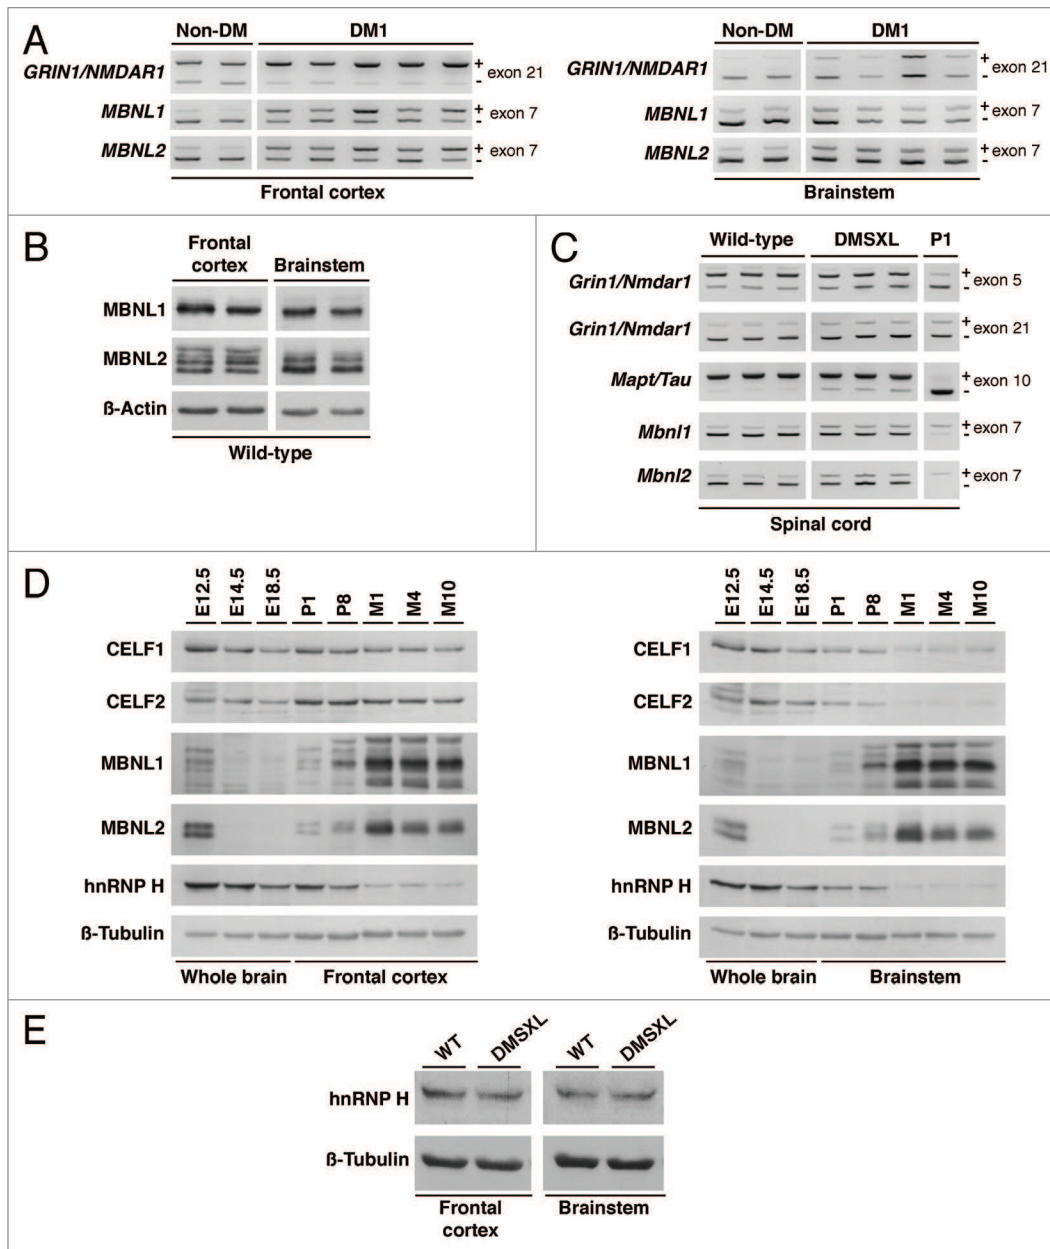 A
Non-DM DM1
GRIN1/NMDAR1 + - exon 21
MBNL1 + - exon 7
MBNL2 + - exon 7
Frontal cortex
Non-DM DM1
GRIN1/NMDAR1 + - exon 21
MBNL1 + - exon 7
MBNL2 + - exon 7
Brainstem
B
Frontal
cortex Brainstem
MBNL1
MBNL2
ß-Actin
Wild-type
C
Wild-type DMSXL P1
Grin1/Nmdar1 + - exon 5
Grin1/Nmdar1 + - exon 21
Mapt/Tau + - exon 10
Mbnl1 + - exon 7
Mbnl2 + - exon 7
Spinal cord
D
E12.5 E14.5 E18.5 P1 P8 M1 M4 M10
CELF1
CELF2
MBNL1
MBNL2
hnRNP H
ß-Tubulin
Whole brain Frontal cortex
E12.5 E14.5 E18.5 P1 P8 M1 M4 M10
CELF1
CELF2
MBNL1
MBNL2
hnRNP H
ß-Tubulin
Whole brain Brainstem
E
WT DMSXL WT DMSXL
hnRNP H
ß-Tubulin
Frontal
cortex
Brainstem